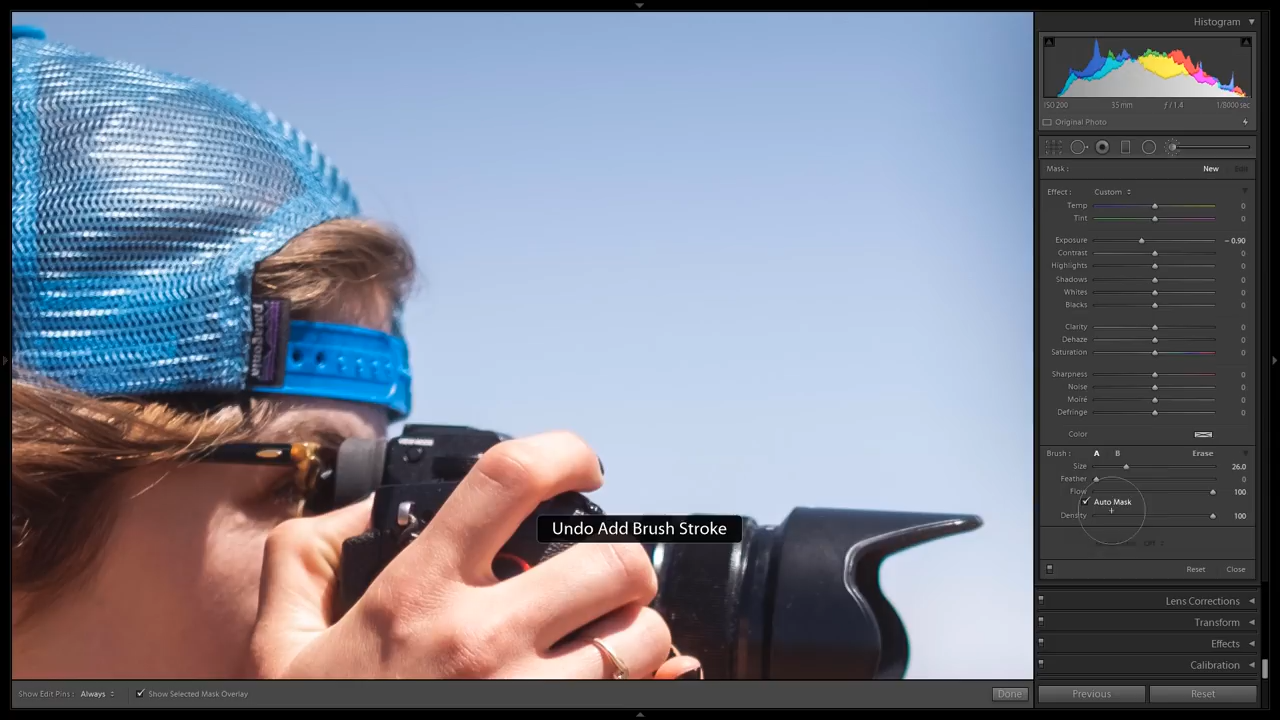 Histogram
ISO 200 35 mm ƒ / 1.4 1/8000 sec
Original Photo
Mask : New
Effect : Custom
Temp 0
Tint 0
Exposure – 0.90
Contrast 0
Highlights 0
Shadows 0
Whites 0
Blacks 0
Clarity 0
Dehaze 0
Saturation 0
Sharpness 0
Noise 0
Moiré 0
Defringe 0
Color
Brush : A B Erase
Size 26.0
Feather 0
Flow 100
Auto Mask
Density 100
Reset Close
Lens Corrections
Transform
Effects
Calibration
Previous Reset
patagonia
Undo Add Brush Stroke
Show Edit Pins : Always Show Selected Mask Overlay Done